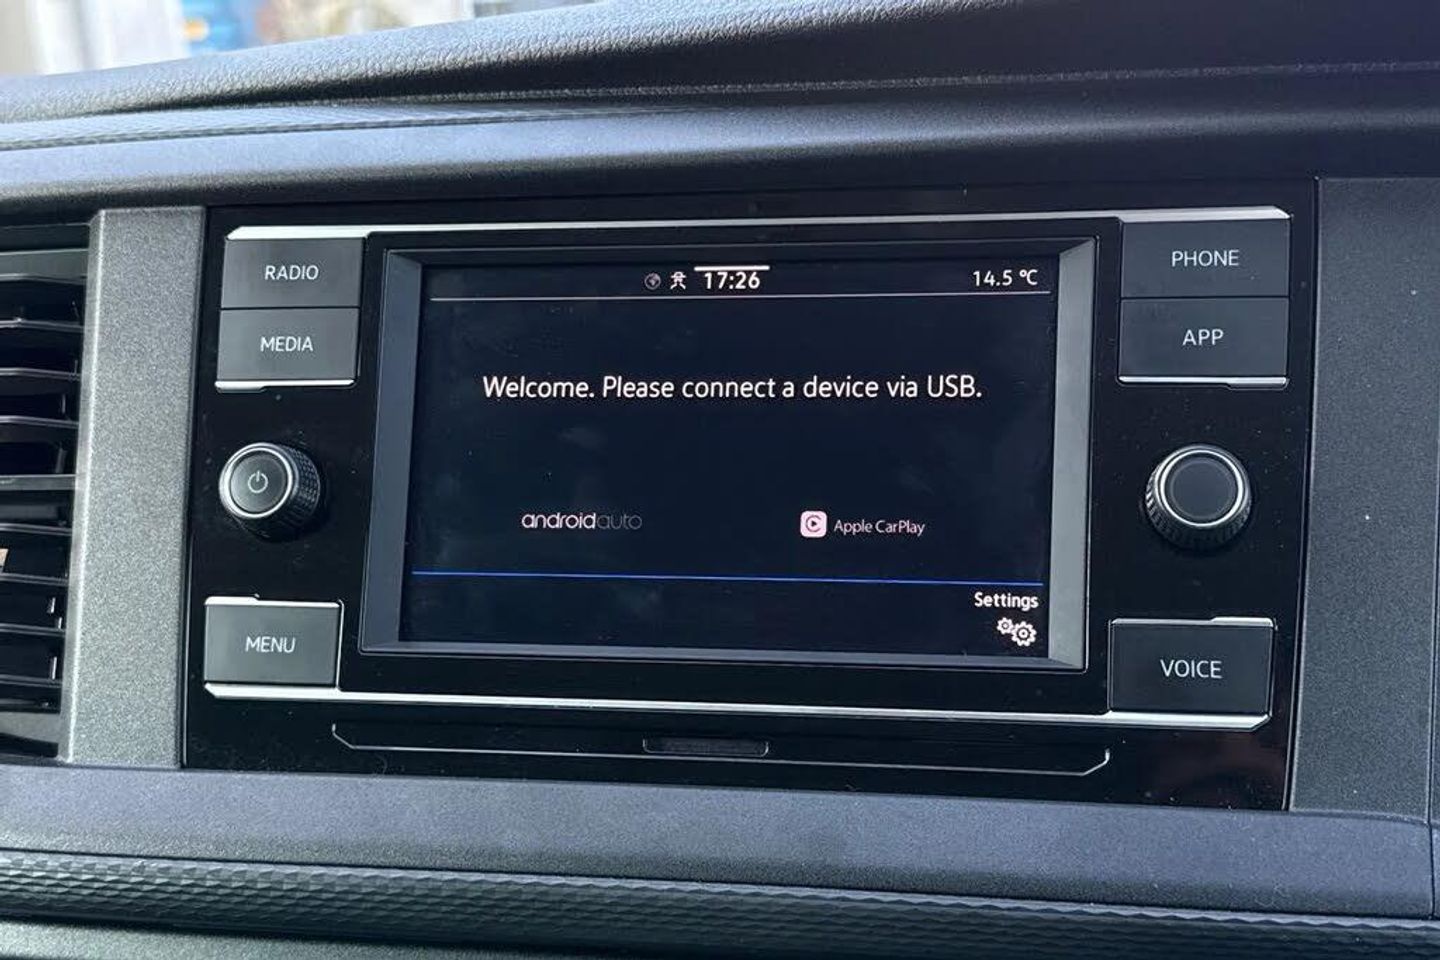 RADIO
MEDIA
MENU
17:26
14.5 °C
Welcome. Please connect a device via USB.
androidauto
Apple CarPlay
Settings
PHONE
APP
VOICE